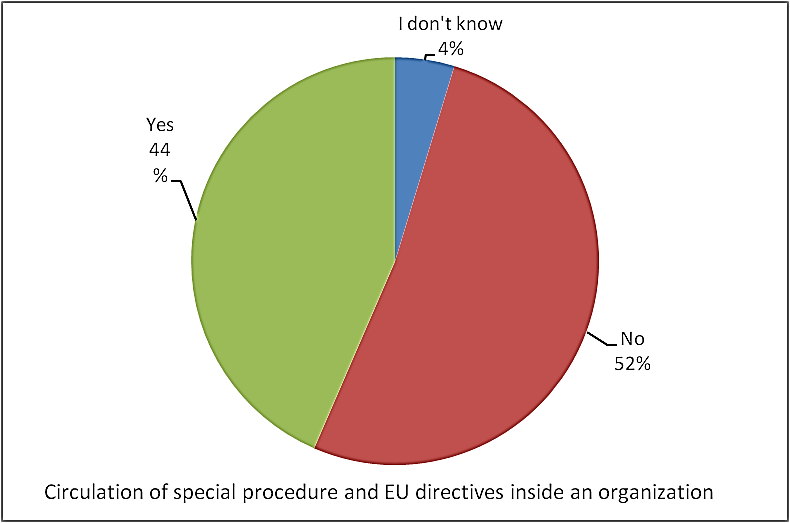 I don't know
4%
Yes
44
%
No
52%
Circulation of special procedure and EU directives inside an organization